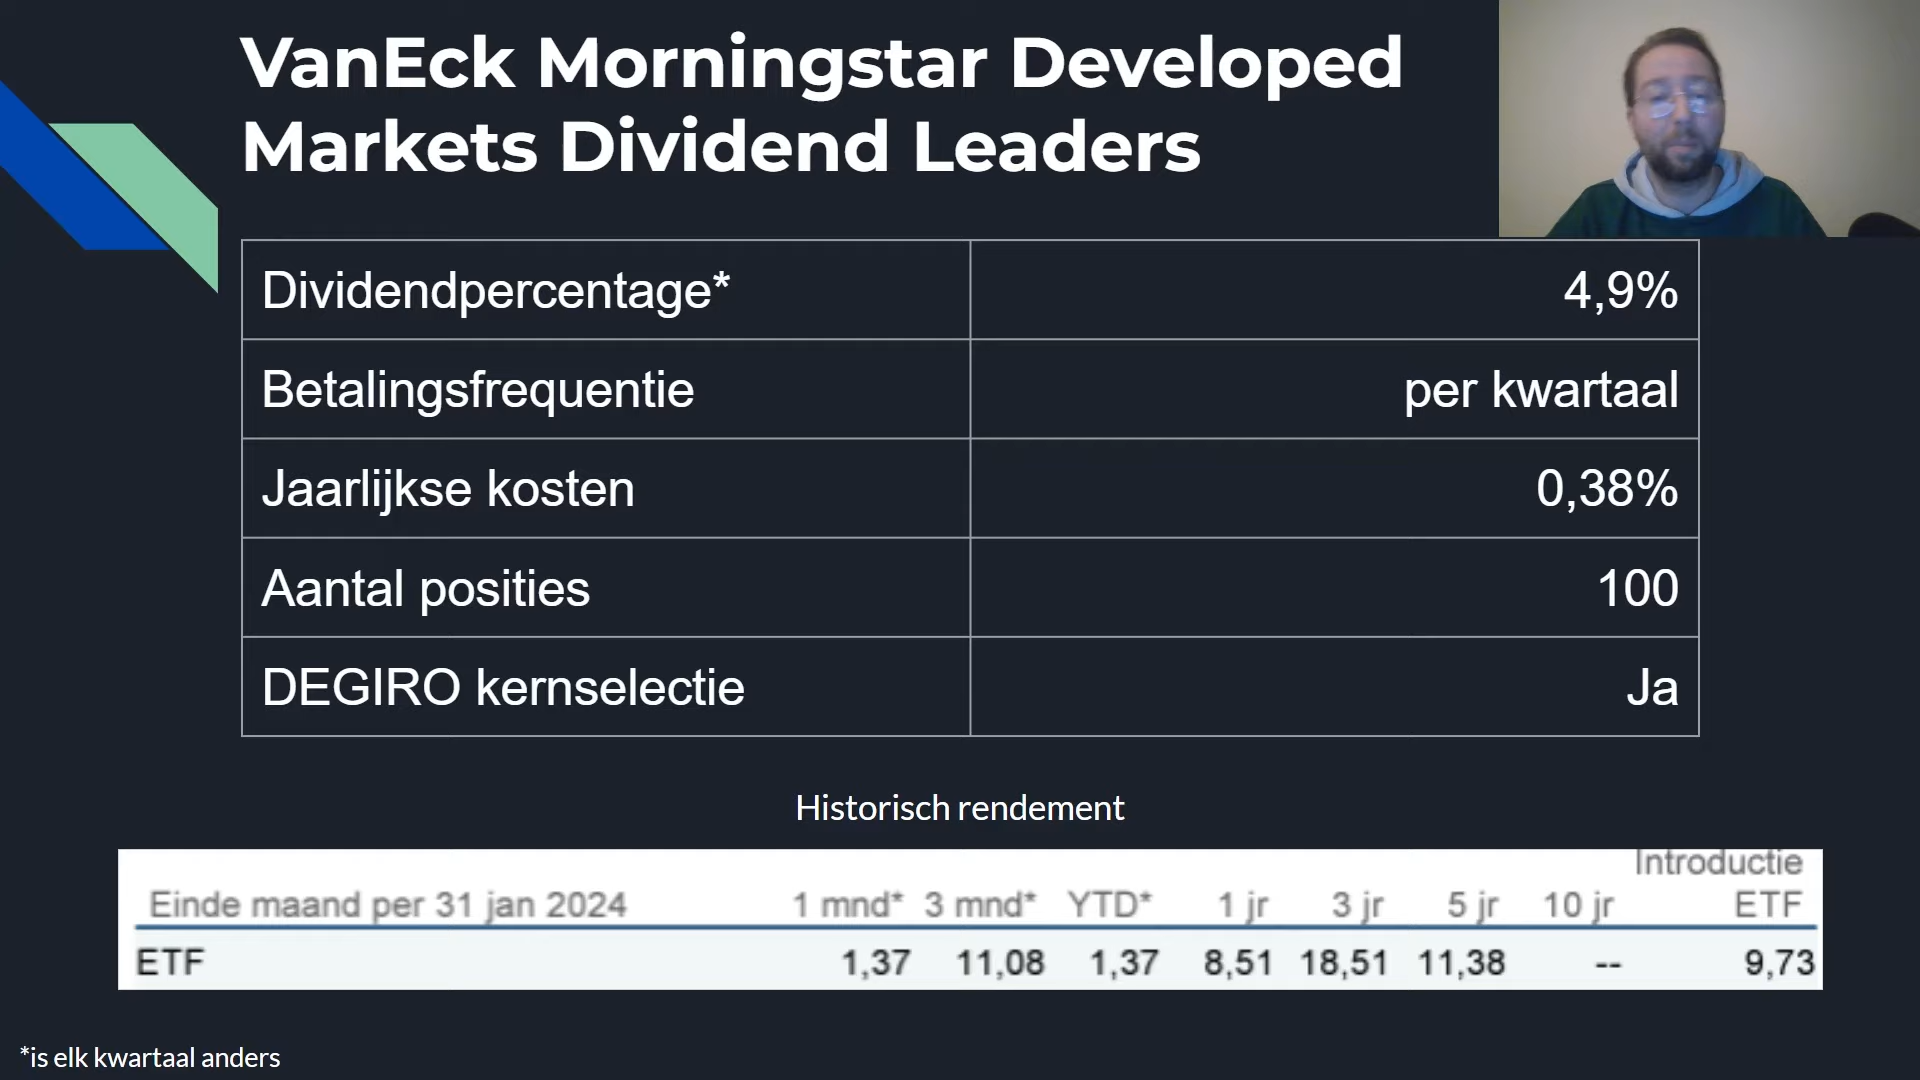 VanEck Morningstar Developed
Markets Dividend Leaders
Dividendpercentage* 4,9%
Betalingsfrequentie per kwartaal
Jaarlijkse kosten 0,38%
Aantal posities 100
DEGIRO kernselectie Ja
Historisch rendement
Introductie
Einde maand per 31 jan 2024 1 mnd* 3 mnd* YTD* 1 jr 3 jr 5 jr 10 jr ETF
ETF 1,37 11,08 1,37 8,51 18,51 11,38 -- 9,73
*is elk kwartaal anders